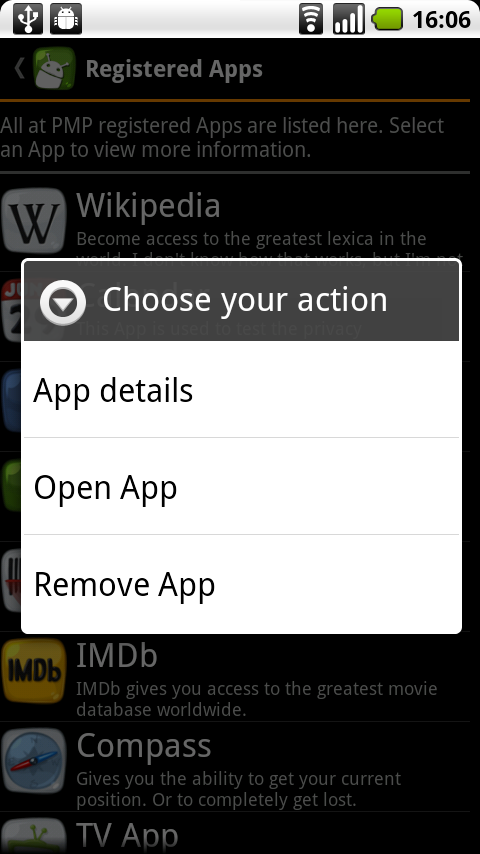 16:06
Registered Apps
All at PMP registered Apps are listed here. Select
an App to view more information.
W Wikipedia
Become access to the greatest lexica in the
world. I don't know how that works, but I'm not
Calendar
This App is used to test the privacy
Choose your action
App details
Open App
Remove App
IMDb IMDb
IMDb gives you access to the greatest movie
database worldwide.
Compass
Gives you the ability to get your current
position. Or to completely get lost.
TV App